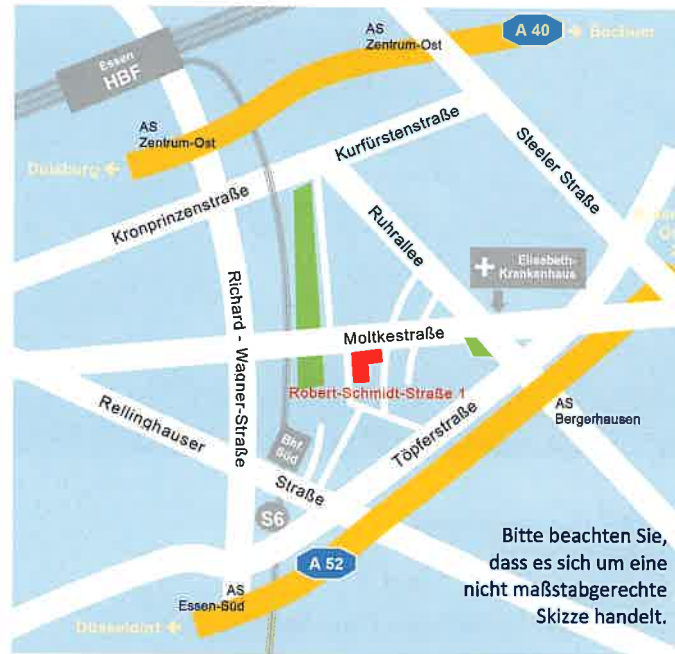 AS
Zentrum-Ost
A 40
Bochum
Essen
HBF
AS
Zentrum-Ost
Duisburg
Kurfürstenstraße
Steeler Straße
Kronprinzenstraße
Ruhrallee
Elisabeth-
Krankenhaus
Richard - Wagner-Straße
Moltkestraße
Robert-Schmidt-Straße 1
Rellinghauser
Straße
Töpferstraße
AS
Bergerhausen
Bhf
Süd
S6
A 52
AS
Essen-Süd
Düsseldorf
Bitte beachten Sie,
dass es sich um eine
nicht maßstabgerechte
Skizze handelt.